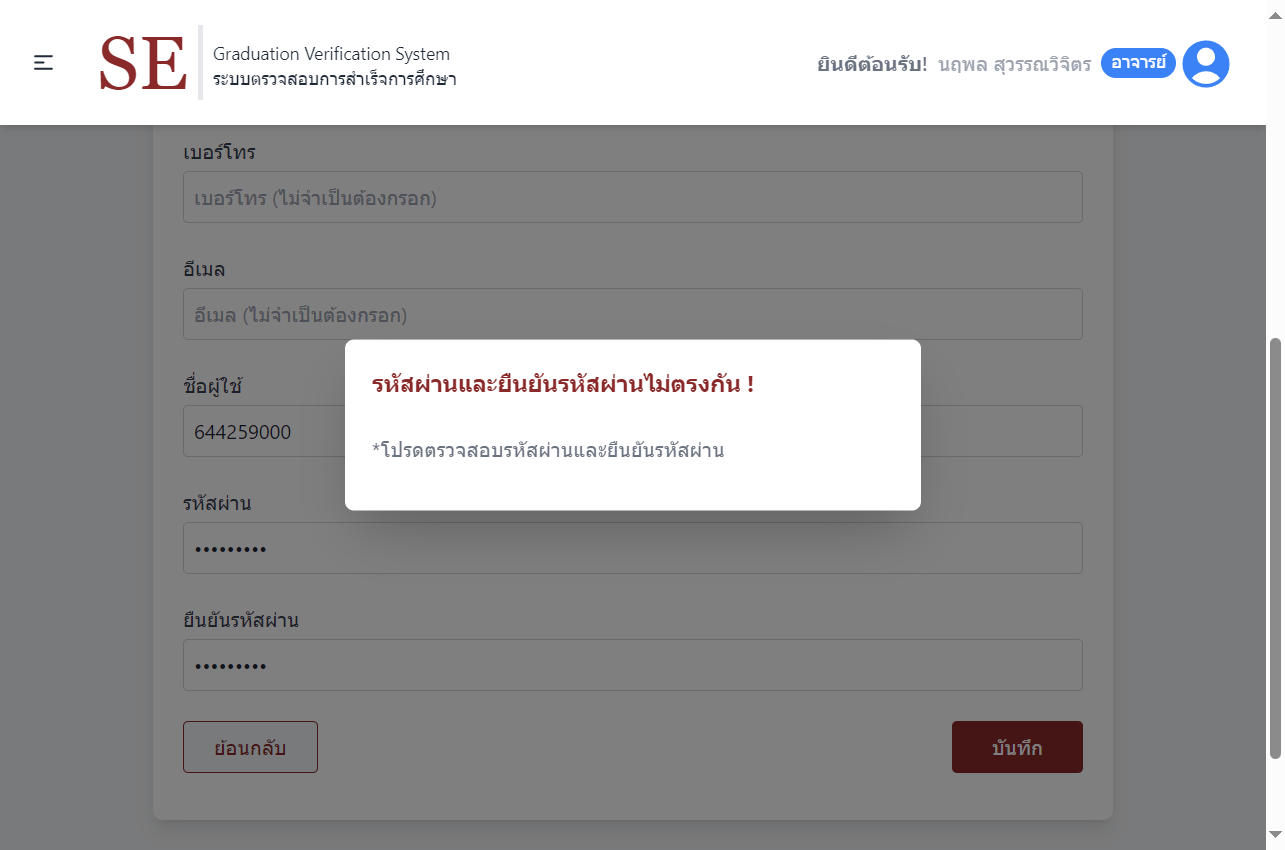 SE
Graduation Verification System
ระบบตรวจสอบการสำเร็จการศึกษา
ยินดีต้อนรับ! นฤพล สุวรรณวิจิตร อาจารย์
เบอร์โทร
เบอร์โทร (ไม่จำเป็นต้องกรอก)
อีเมล
อีเมล (ไม่จำเป็นต้องกรอก)
ชื่อผู้ใช้
644259000
รหัสผ่านและยืนยันรหัสผ่านไม่ตรงกัน !
*โปรดตรวจสอบรหัสผ่านและยืนยันรหัสผ่าน
รหัสผ่าน
•••••••••
ยืนยันรหัสผ่าน
•••••••••
ย้อนกลับ
บันทึก